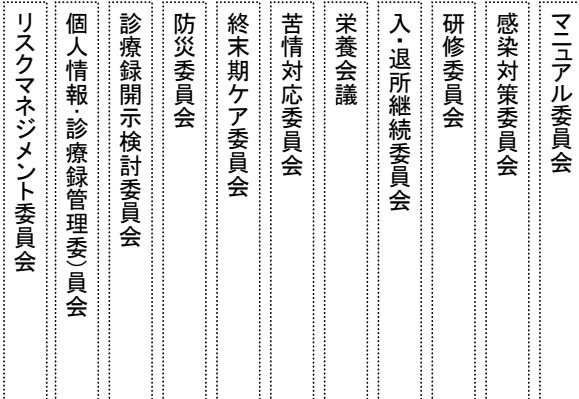 マニュアル委員会
感染対策委員会
研修委員会
入・退所継続委員会
栄養会議
苦情対応委員会
終末期ケア委員会
防災委員会
診療録開示検討委員会
個人情報・診療録管理委)員会
リスクマネジメント委員会